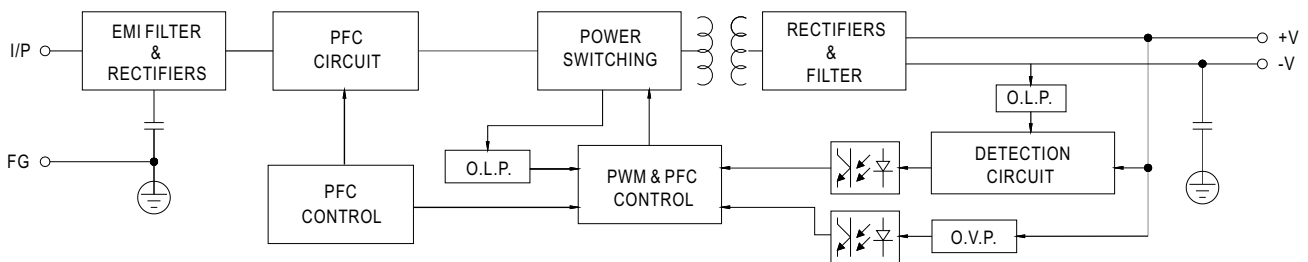 I/P
EMI FILTER
&
RECTIFIERS
PFC
CIRCUIT
POWER
SWITCHING
RECTIFIERS
&
FILTER
+V
-V
O.L.P.
FG
O.L.P.
PFC
CONTROL
PWM & PFC
CONTROL
DETECTION
CIRCUIT
O.V.P.